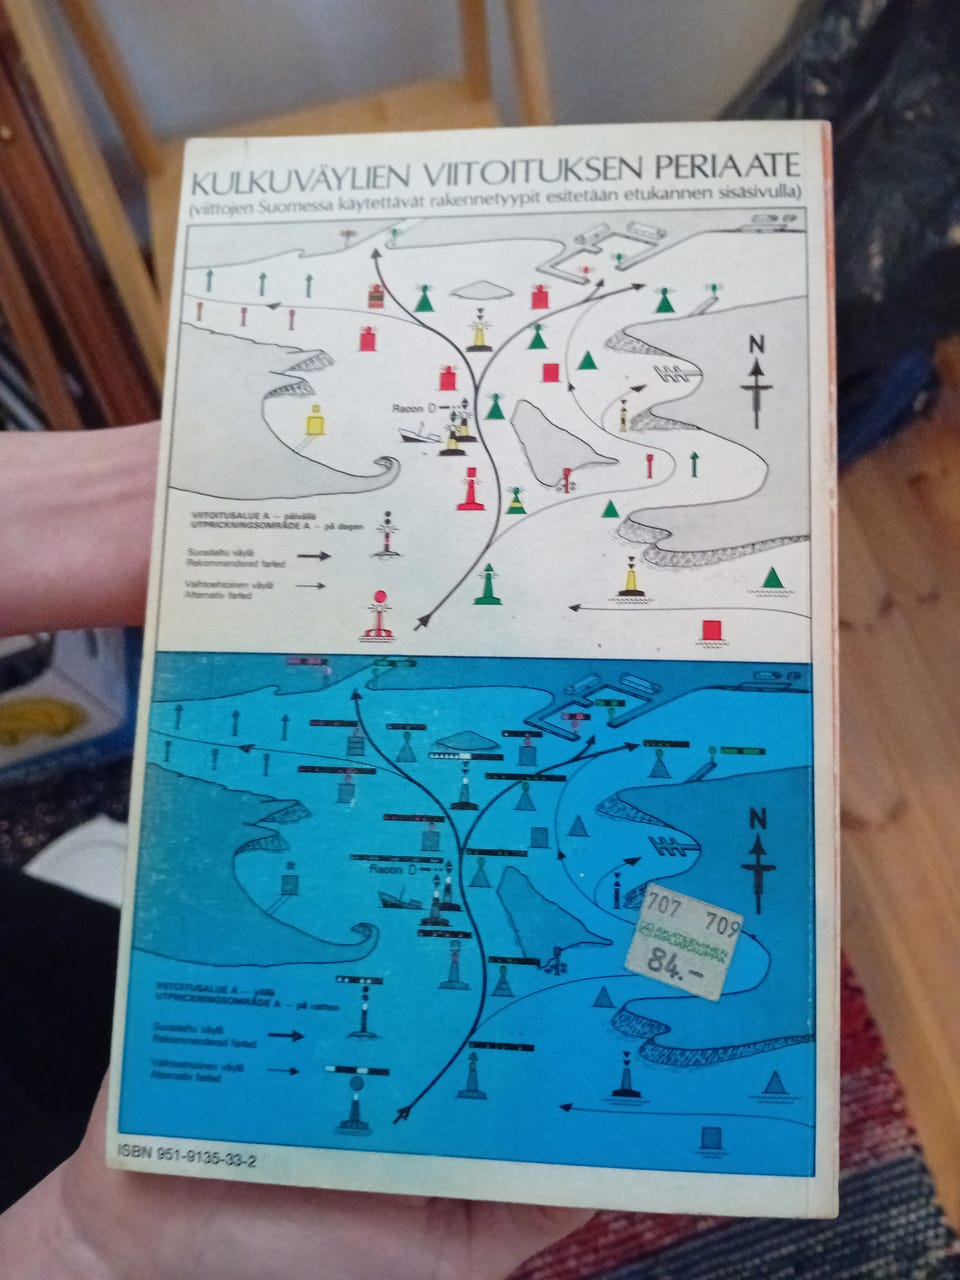 KULKUVÄYLIEN VIITOITUKSEN PERIAATE
(viittojen Suomessa käytettävät rakennetyypit esitetään etukannen sisäsivulla)
N
Racon D
VIITOITUSALUE A – päivällä
UTPRICKNINGSOMRÅDE A – på dagen
Suositeltu väylä
Rekommenderad farled
Vaihtoehtoinen väylä
Alternativ farled
N
Racon D
707 709
AKATEEMINEN
KIRJAKAUPPA
84.–
VIITOITUSALUE A – yöllä
UTPRICKNINGSOMRÅDE A – på natten
Suositeltu väylä
Rekommenderad farled
Vaihtoehtoinen väylä
Alternativ farled
ISBN 951-9135-33-2